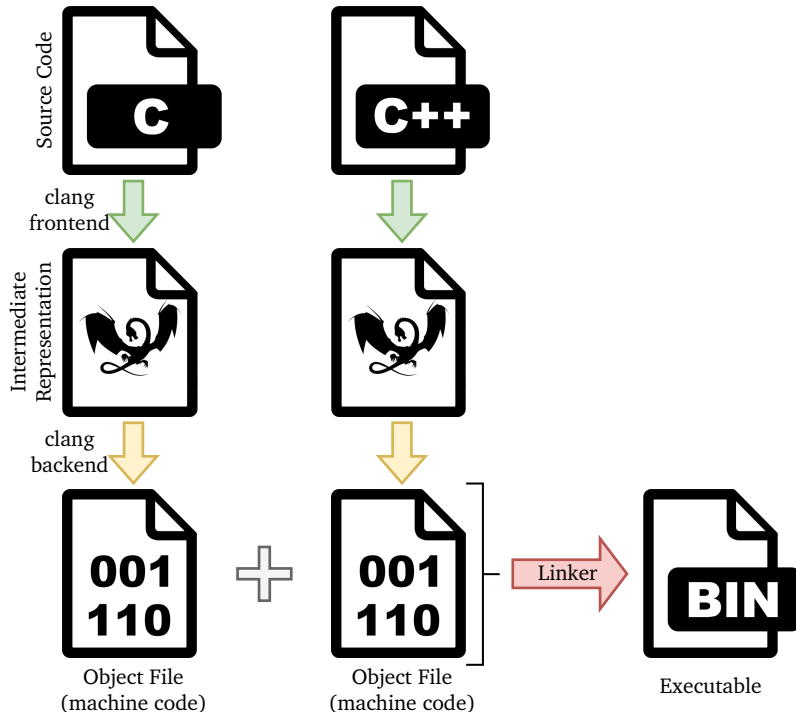 Source Code
C
C++
clang
frontend
Intermediate
Representation
clang
backend
001
110
001
110
Linker
BIN
Object File
(machine code)
Object File
(machine code)
Executable